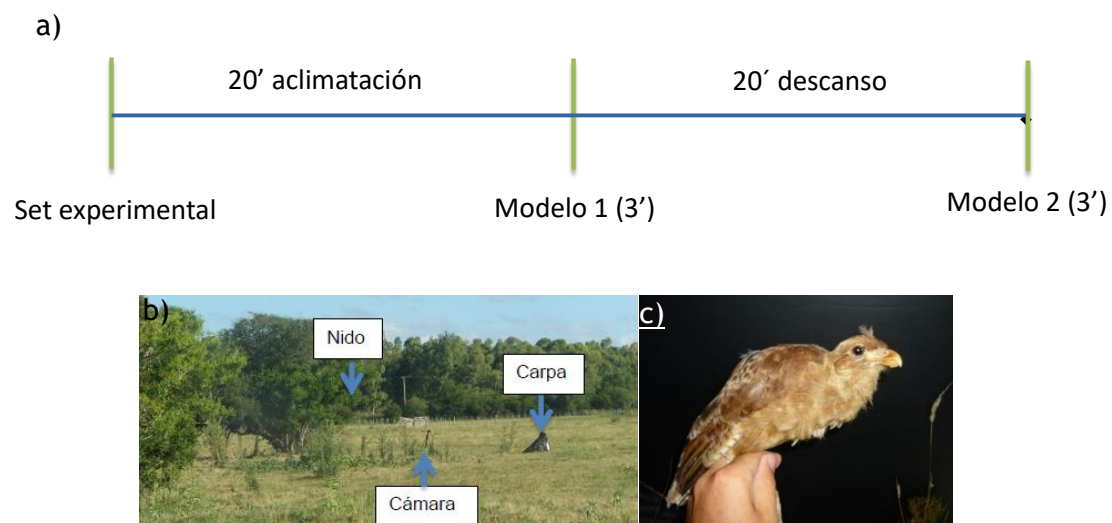 a)
20’ aclimatación
20´ descanso
Set experimental
Modelo 1 (3’)
Modelo 2 (3’)
b)
Nido
Carpa
Cámara
c)